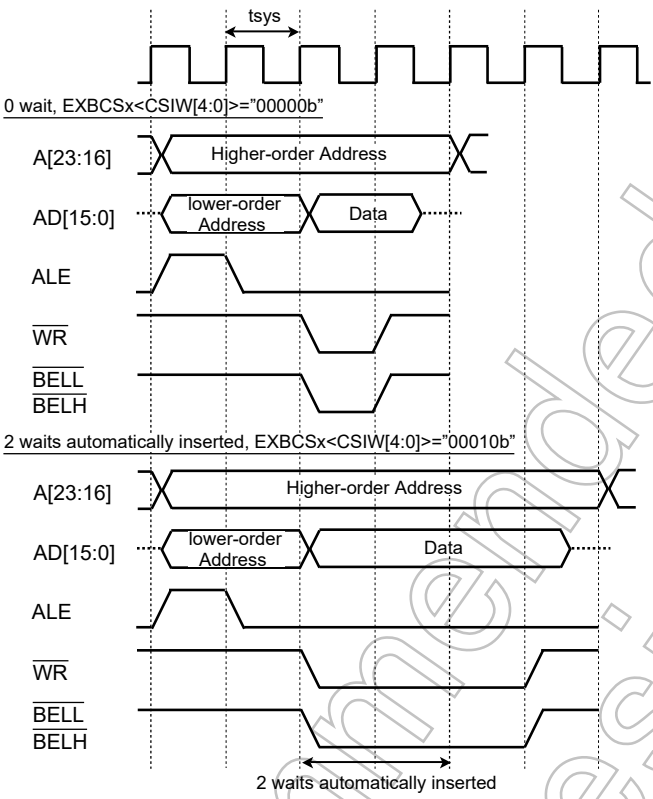 tsys
0 wait, EXBCSx<CSIW[4:0]>="00000b"
A[23:16]
Higher-order Address
AD[15:0]
lower-order
Address
Data
ALE
WR
BELL
BELH
2 waits automatically inserted, EXBCSx<CSIW[4:0]>="00010b"
A[23:16]
Higher-order Address
AD[15:0]
lower-order
Address
Data
ALE
WR
BELL
BELH
2 waits automatically inserted